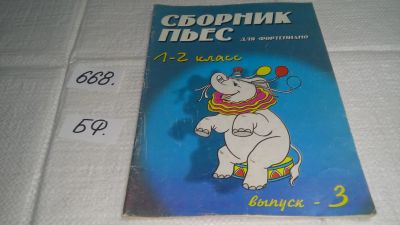 СБОРНИК
ПЬЕС
ДЛЯ ФОРТЕПИАНО
1-2 класс
выпуск - 3
668.
БФ.